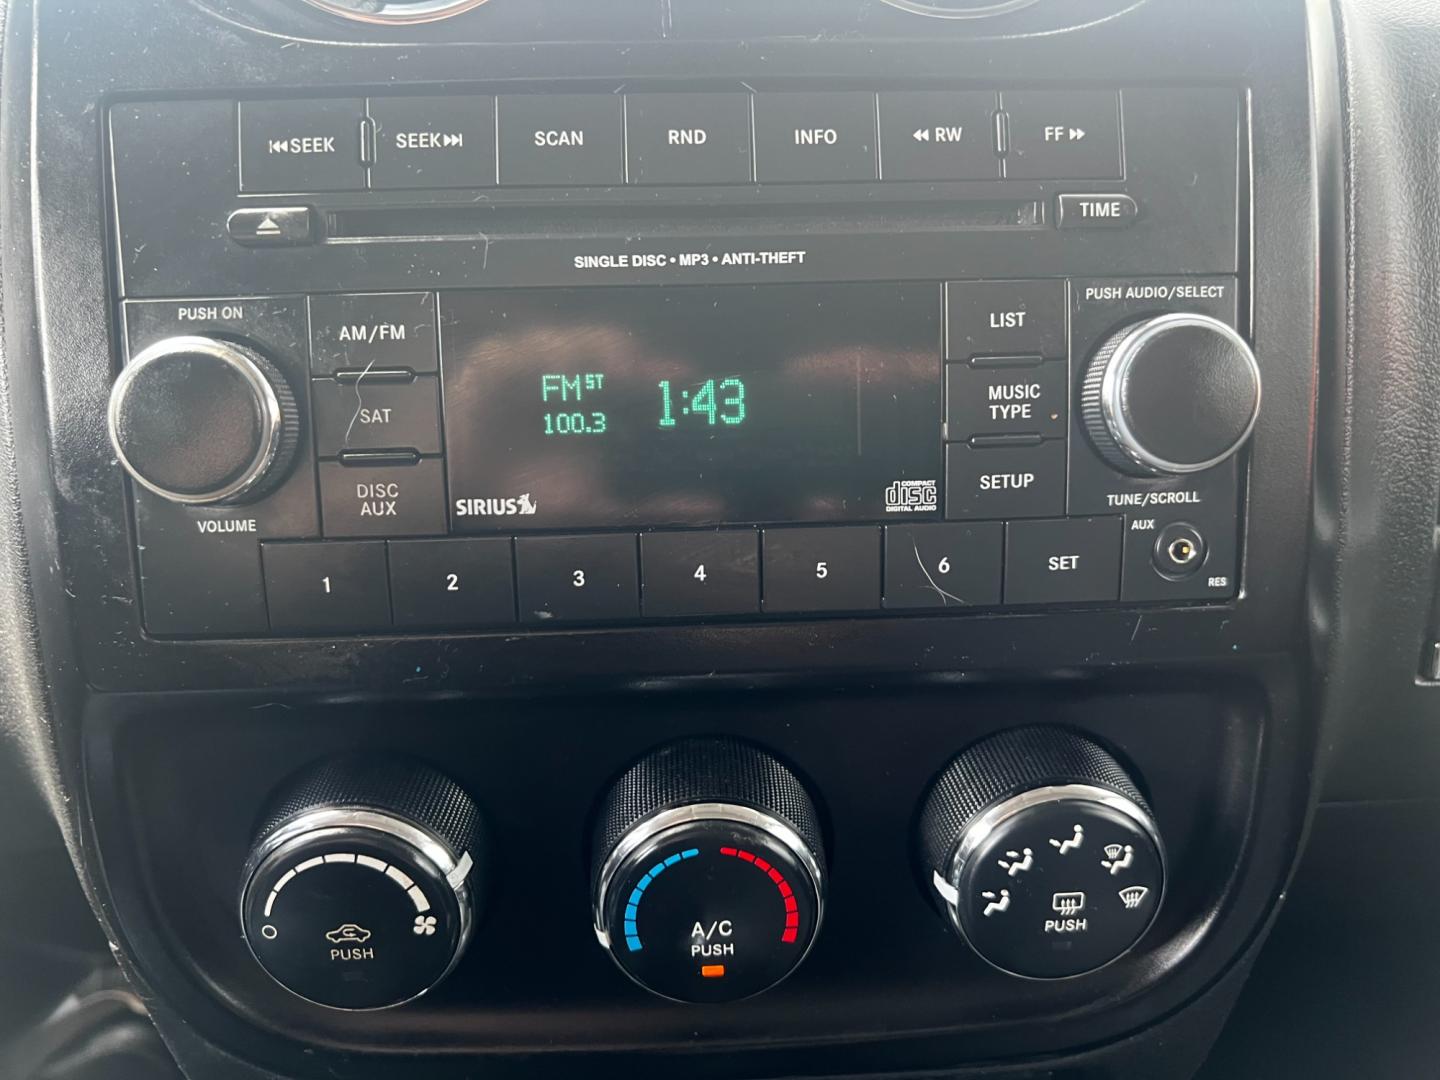 SEEK
SEEK
SCAN
RND
INFO
RW
FF
TIME
SINGLE DISC • MP3 • ANTI-THEFT
PUSH ON
VOLUME
AM/FM
SAT
DISC
AUX
FM ST
100.3
1:43
SIRIUS
COMPACT
disc
DIGITAL AUDIO
LIST
MUSIC
TYPE
SETUP
PUSH AUDIO/SELECT
TUNE/SCROLL
1
2
3
4
5
6
SET
AUX
RES
PUSH
A/C
PUSH
PUSH